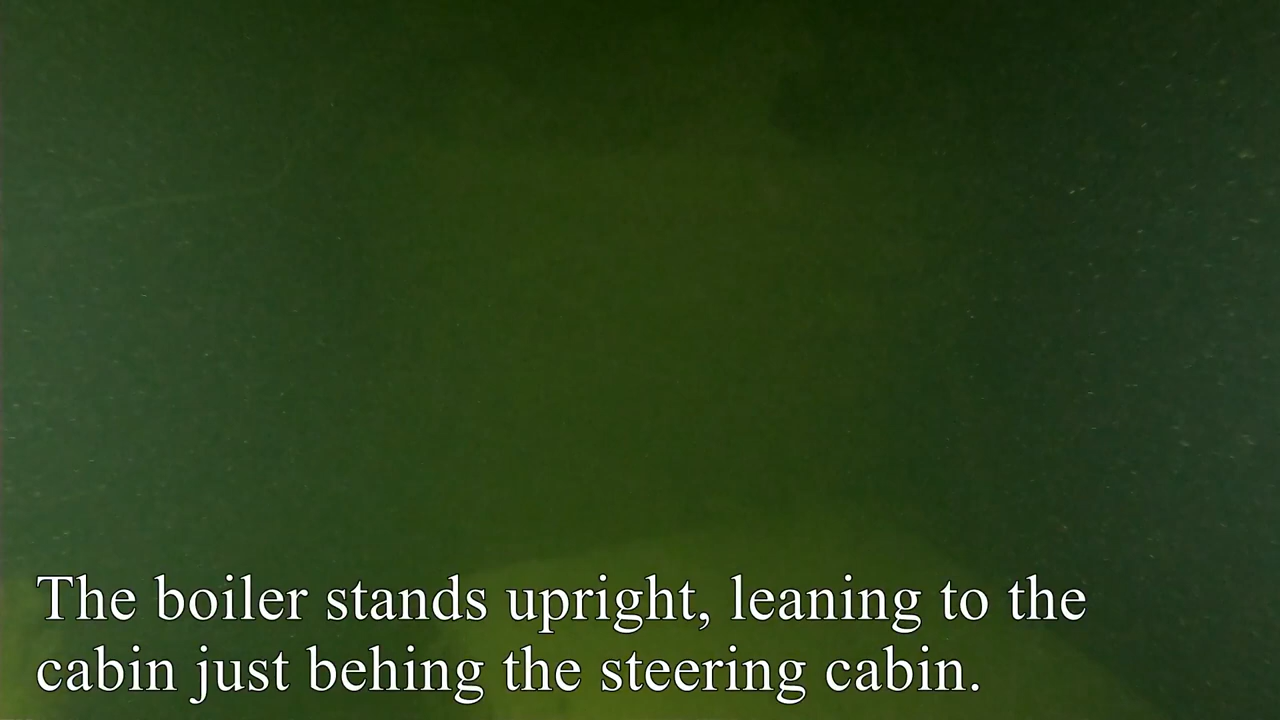 The boiler stands upright, leaning to the
cabin just behing the steering cabin.